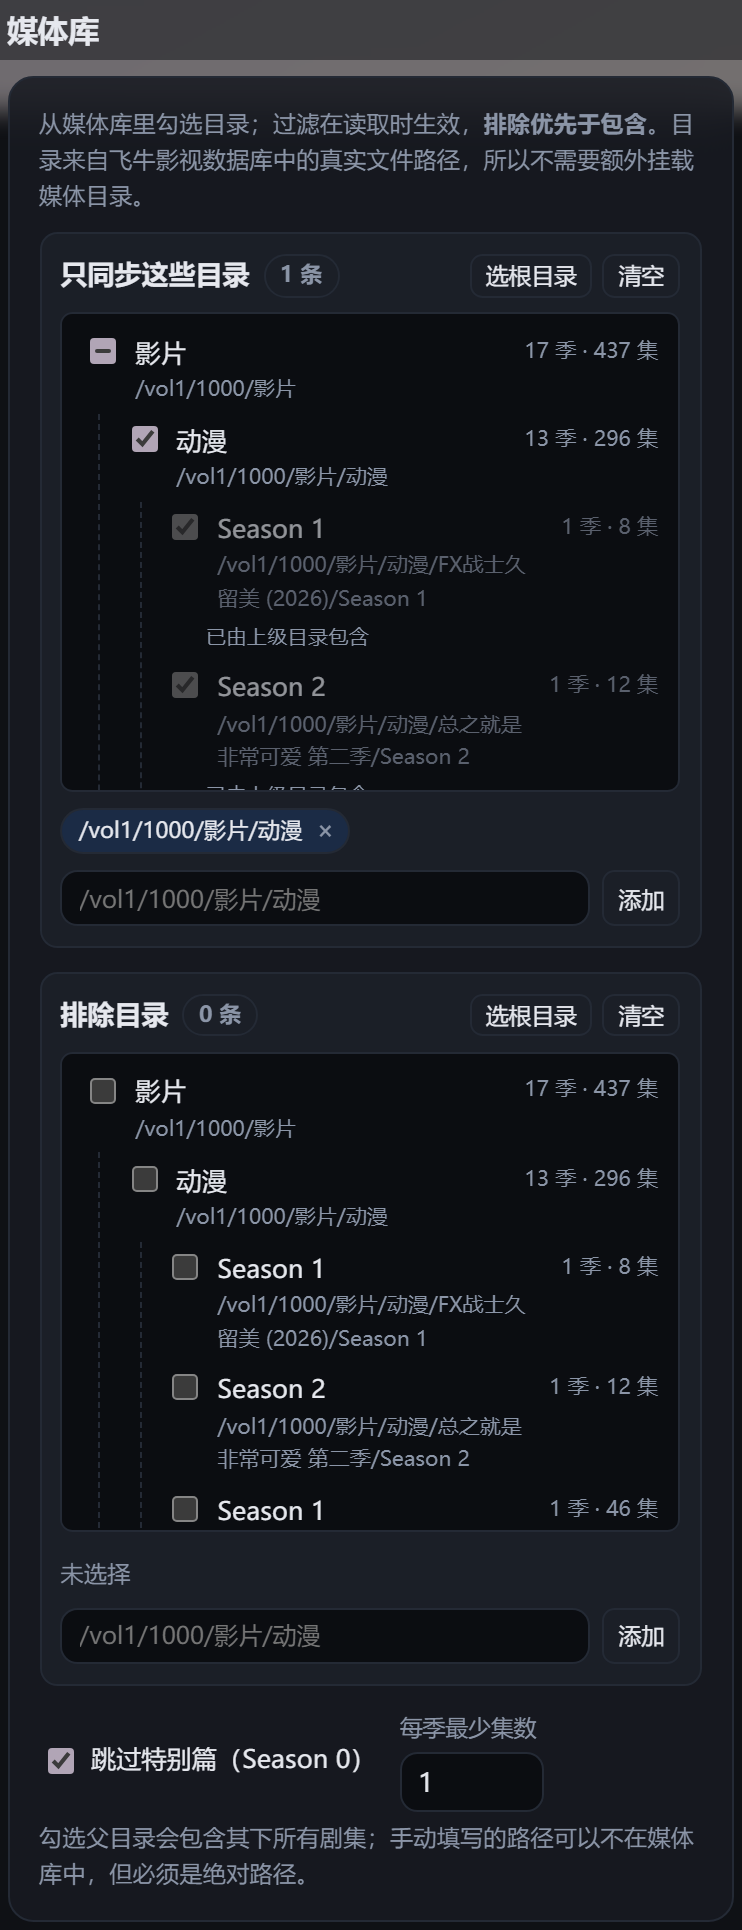 媒体库
从媒体库里勾选目录；过滤在读取时生效，排除优先于包含。目
录来自飞牛影视数据库中的真实文件路径，所以不需要额外挂载
媒体目录。
只同步这些目录 1 条 选根目录 清空
影片 17 季 · 437 集
/vol1/1000/影片
动漫 13 季 · 296 集
/vol1/1000/影片/动漫
Season 1 1 季 · 8 集
/vol1/1000/影片/动漫/FX战士久
留美 (2026)/Season 1
已由上级目录包含
Season 2 1 季 · 12 集
/vol1/1000/影片/动漫/总之就是
非常可爱 第二季/Season 2
已由上级目录包含
/vol1/1000/影片/动漫 ×
/vol1/1000/影片/动漫 添加
排除目录 0 条 选根目录 清空
影片 17 季 · 437 集
/vol1/1000/影片
动漫 13 季 · 296 集
/vol1/1000/影片/动漫
Season 1 1 季 · 8 集
/vol1/1000/影片/动漫/FX战士久
留美 (2026)/Season 1
Season 2 1 季 · 12 集
/vol1/1000/影片/动漫/总之就是
非常可爱 第二季/Season 2
Season 1 1 季 · 46 集
未选择
/vol1/1000/影片/动漫 添加
每季最少集数
跳过特别篇（Season 0）
1
勾选父目录会包含其下所有剧集；手动填写的路径可以不在媒体
库中，但必须是绝对路径。